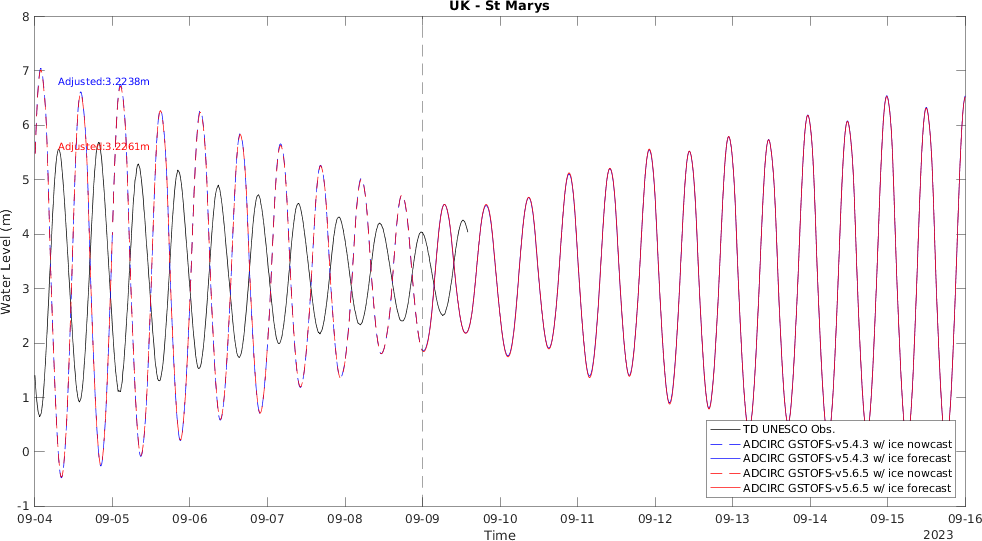 UK - St Marys
8
7
6
5
4
3
2
1
0
-1
Water Level (m)
Adjusted:3.2238m
Adjusted:3.2261m
TD UNESCO Obs.
ADCIRC GSTOFS-v5.4.3 w/ ice nowcast
ADCIRC GSTOFS-v5.4.3 w/ ice forecast
ADCIRC GSTOFS-v5.6.5 w/ ice nowcast
ADCIRC GSTOFS-v5.6.5 w/ ice forecast
09-04 09-05 09-06 09-07 09-08 09-09 09-10 09-11 09-12 09-13 09-14 09-15 09-16
Time
2023